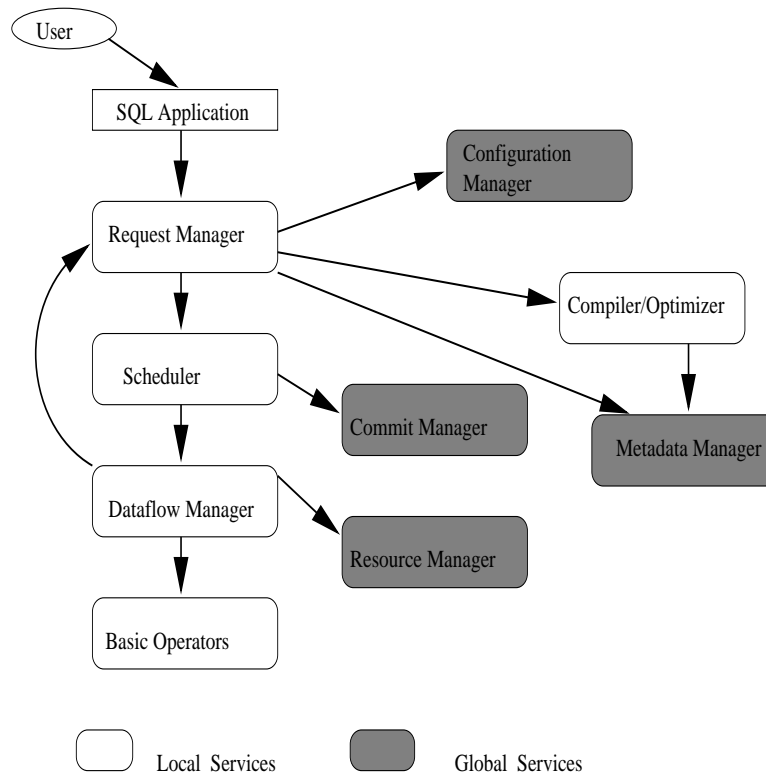 User
SQL Application
Configuration
Manager
Request Manager
Compiler/Optimizer
Scheduler
Commit Manager
Metadata Manager
Dataflow Manager
Resource Manager
Basic Operators
Local Services
Global Services